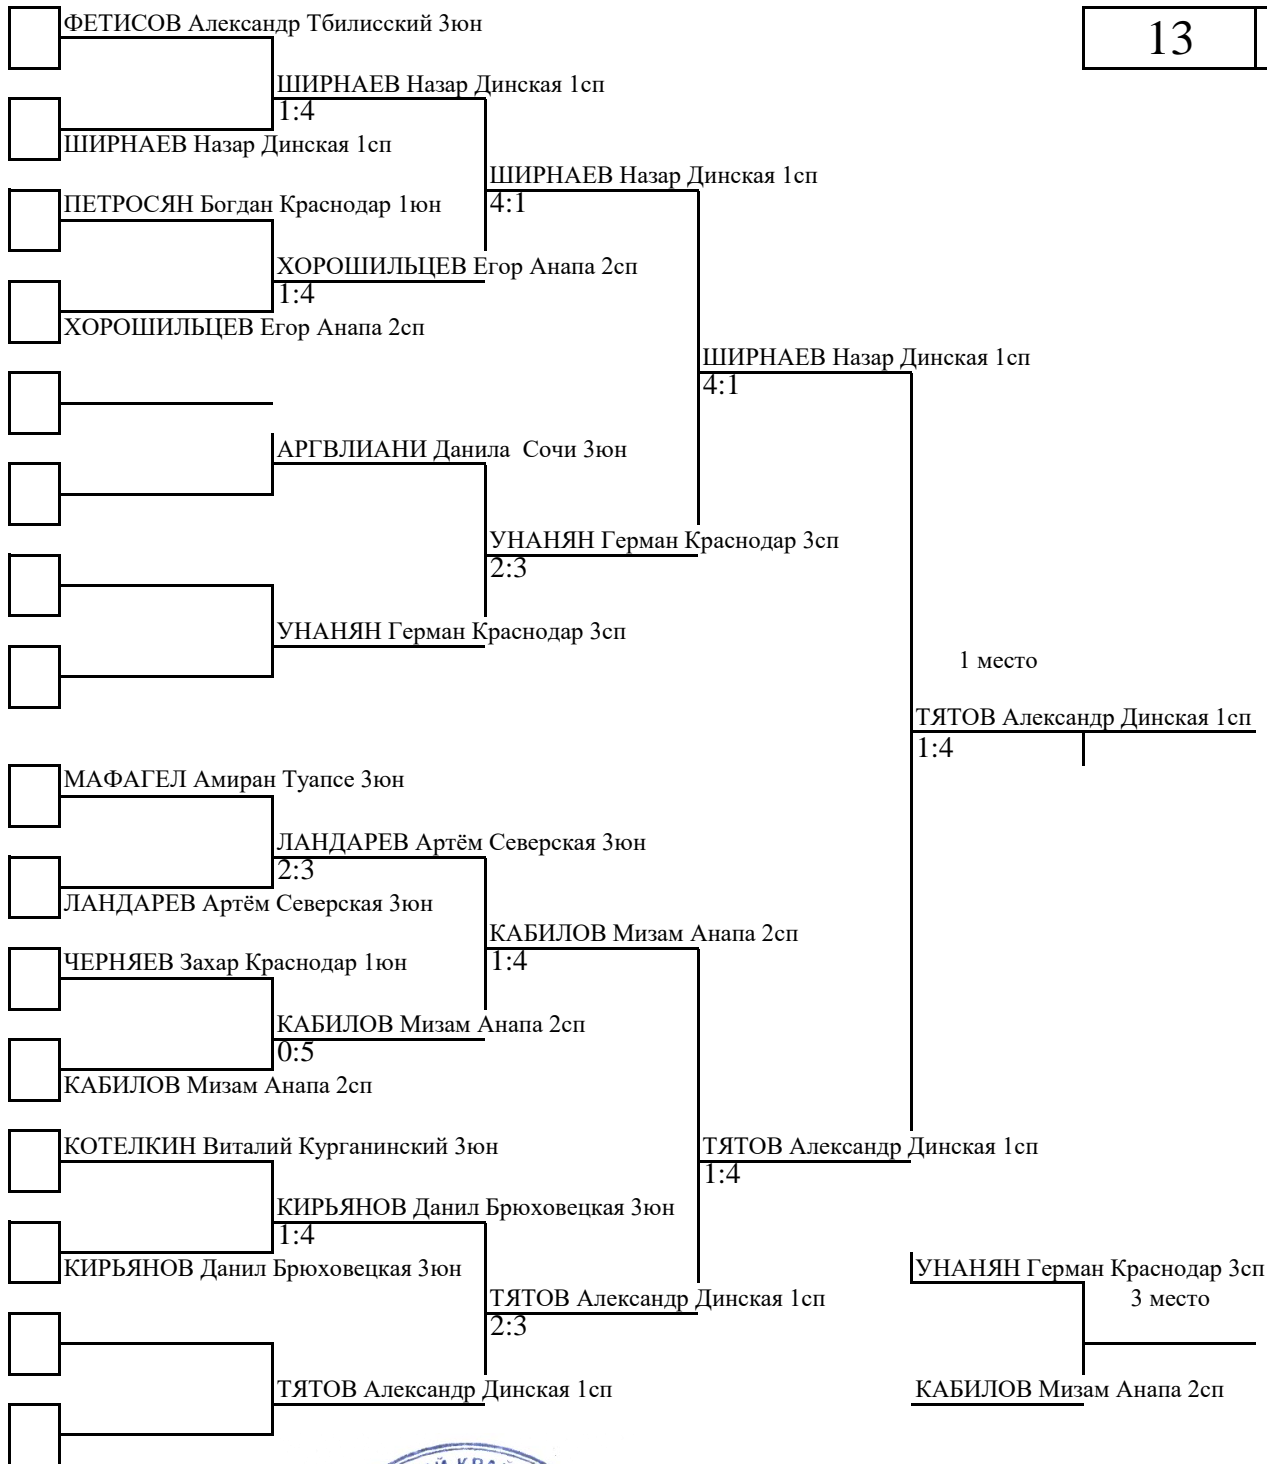 ФЕТИСОВ Александр Тбилисский 3юн
13
ШИРНАЕВ Назар Динская 1сп
1:4
ШИРНАЕВ Назар Динская 1сп
ШИРНАЕВ Назар Динская 1сп
4:1
ПЕТРОСЯН Богдан Краснодар 1юн
ХОРОШИЛЬЦЕВ Егор Анапа 2сп
1:4
ХОРОШИЛЬЦЕВ Егор Анапа 2сп
ШИРНАЕВ Назар Динская 1сп
4:1
АРГВЛИАНИ Данила  Сочи 3юн
УНАНЯН Герман Краснодар 3сп
2:3
УНАНЯН Герман Краснодар 3сп
1 место
ТЯТОВ Александр Динская 1сп
1:4
МАФАГЕЛ Амиран Туапсе 3юн
ЛАНДАРЕВ Артём Северская 3юн
2:3
ЛАНДАРЕВ Артём Северская 3юн
КАБИЛОВ Мизам Анапа 2сп
1:4
ЧЕРНЯЕВ Захар Краснодар 1юн
КАБИЛОВ Мизам Анапа 2сп
0:5
КАБИЛОВ Мизам Анапа 2сп
КОТЕЛКИН Виталий Курганинский 3юн
ТЯТОВ Александр Динская 1сп
1:4
КИРЬЯНОВ Данил Брюховецкая 3юн
1:4
КИРЬЯНОВ Данил Брюховецкая 3юн
УНАНЯН Герман Краснодар 3сп
3 место
ТЯТОВ Александр Динская 1сп
2:3
ТЯТОВ Александр Динская 1сп
КАБИЛОВ Мизам Анапа 2сп